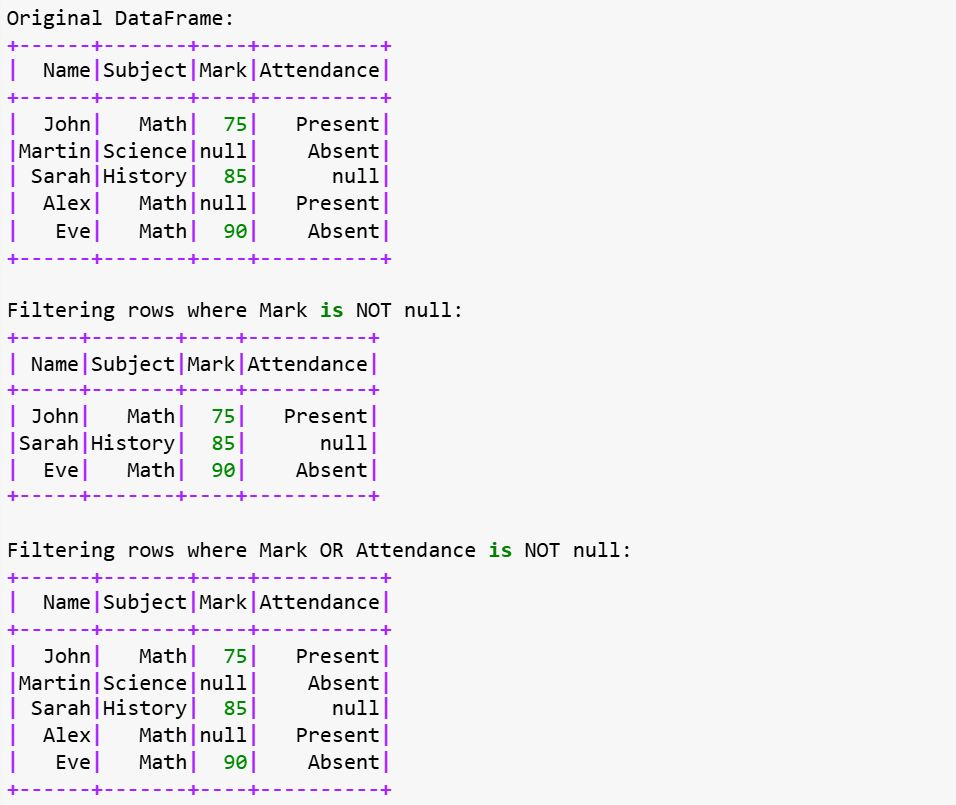 Original DataFrame:
+------+-------+----+----------+
|  Name|Subject|Mark|Attendance|
+------+-------+----+----------+
|  John|   Math|  75|   Present|
|Martin|Science|null|    Absent|
| Sarah|History|  85|      null|
|  Alex|   Math|null|   Present|
|   Eve|   Math|  90|    Absent|
+------+-------+----+----------+
Filtering rows where Mark is NOT null:
+-----+-------+----+----------+
| Name|Subject|Mark|Attendance|
+-----+-------+----+----------+
| John|   Math|  75|   Present|
|Sarah|History|  85|      null|
|  Eve|   Math|  90|    Absent|
+-----+-------+----+----------+
Filtering rows where Mark OR Attendance is NOT null:
+------+-------+----+----------+
|  Name|Subject|Mark|Attendance|
+------+-------+----+----------+
|  John|   Math|  75|   Present|
|Martin|Science|null|    Absent|
| Sarah|History|  85|      null|
|  Alex|   Math|null|   Present|
|   Eve|   Math|  90|    Absent|
+------+-------+----+----------+